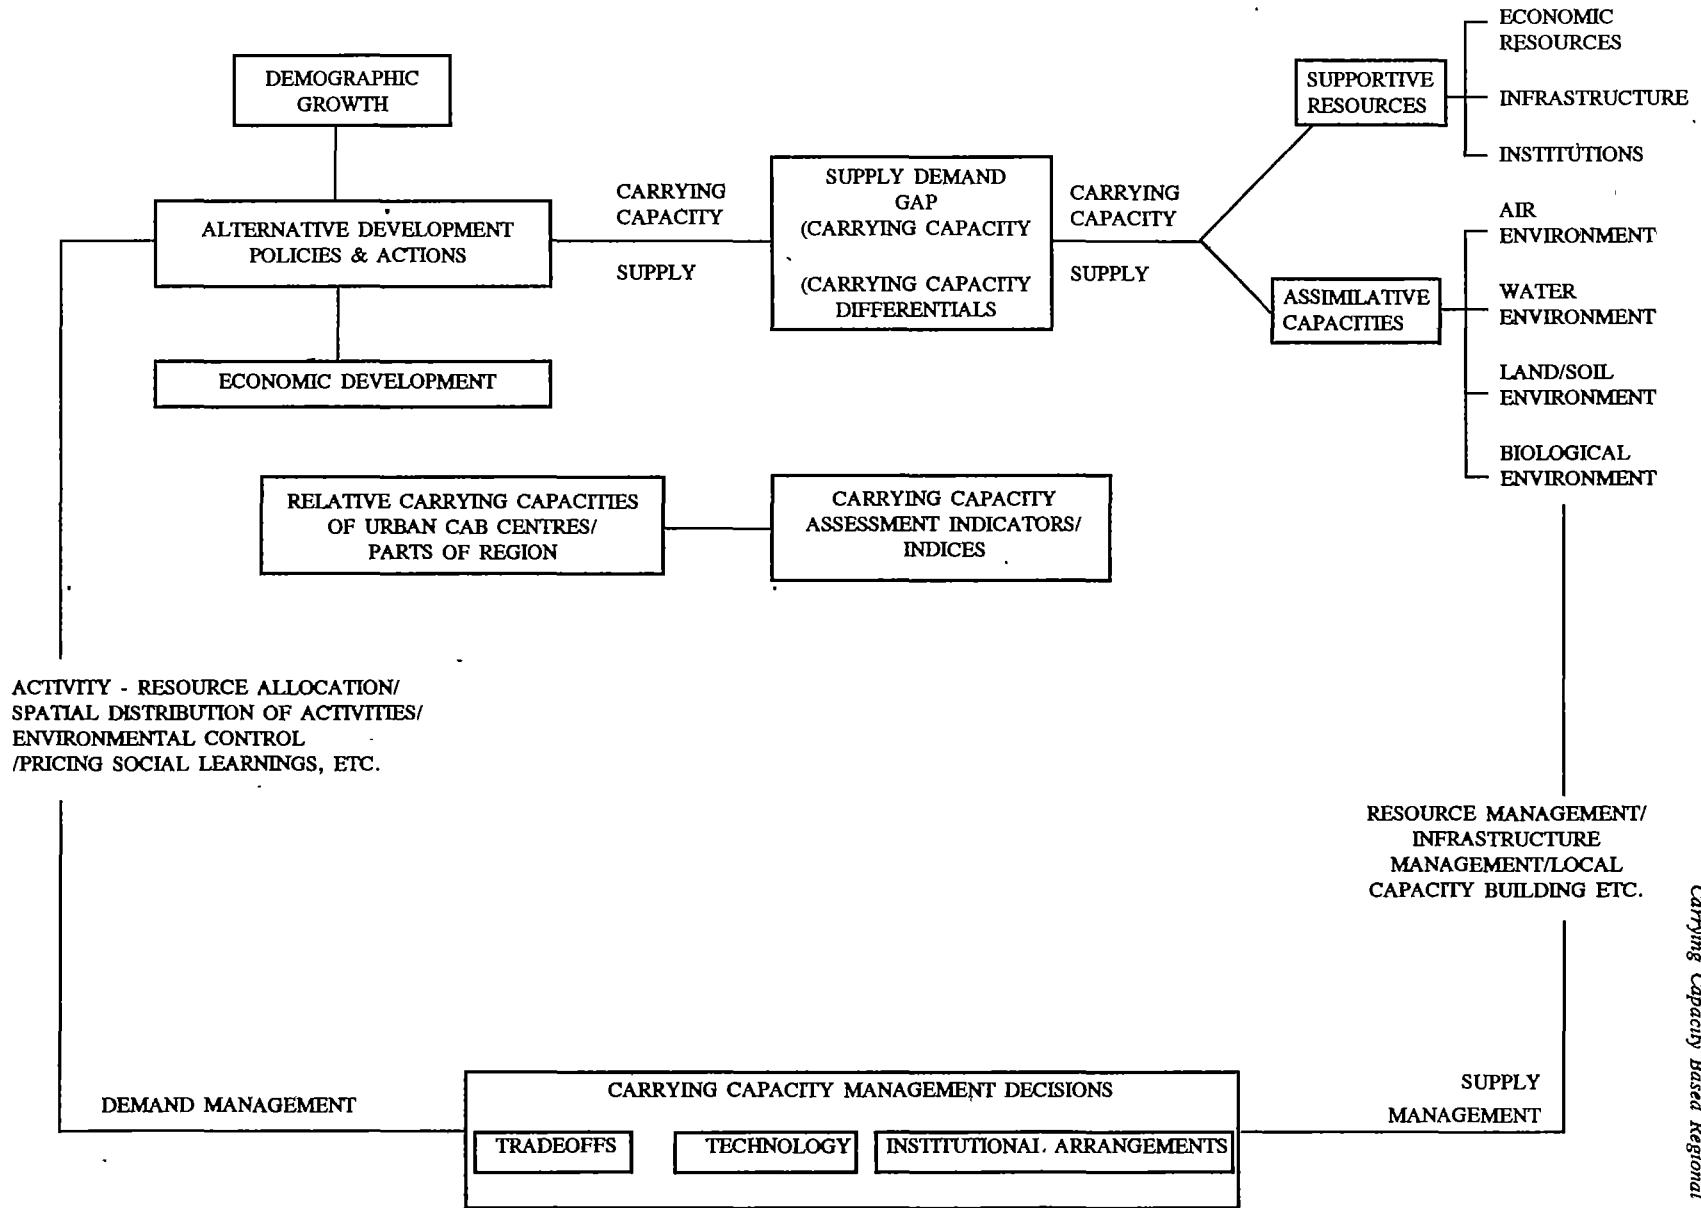 DEMOGRAPHIC
GROWTH
ALTERNATIVE DEVELOPMENT
POLICIES & ACTIONS
ECONOMIC DEVELOPMENT
CARRYING
CAPACITY
SUPPLY
SUPPLY DEMAND
GAP
(CARRYING CAPACITY
(CARRYING CAPACITY
DIFFERENTIALS
CARRYING
CAPACITY
SUPPLY
SUPPORTIVE
RESOURCES
ECONOMIC
RESOURCES
INFRASTRUCTURE
INSTITUTIONS
ASSIMILATIVE
CAPACITIES
AIR
ENVIRONMENT
WATER
ENVIRONMENT
LAND/SOIL
ENVIRONMENT
BIOLOGICAL
ENVIRONMENT
RELATIVE CARRYING CAPACITIES
OF URBAN CAB CENTRES/
PARTS OF REGION
CARRYING CAPACITY
ASSESSMENT INDICATORS/
INDICES
ACTIVITY - RESOURCE ALLOCATION/
SPATIAL DISTRIBUTION OF ACTIVITIES/
ENVIRONMENTAL CONTROL
/PRICING SOCIAL LEARNINGS, ETC.
RESOURCE MANAGEMENT/
INFRASTRUCTURE
MANAGEMENT/LOCAL
CAPACITY BUILDING ETC.
DEMAND MANAGEMENT
CARRYING CAPACITY MANAGEMENT DECISIONS
TRADEOFFS
TECHNOLOGY
INSTITUTIONAL ARRANGEMENTS
SUPPLY
MANAGEMENT
Carrying Capacity Based Regional